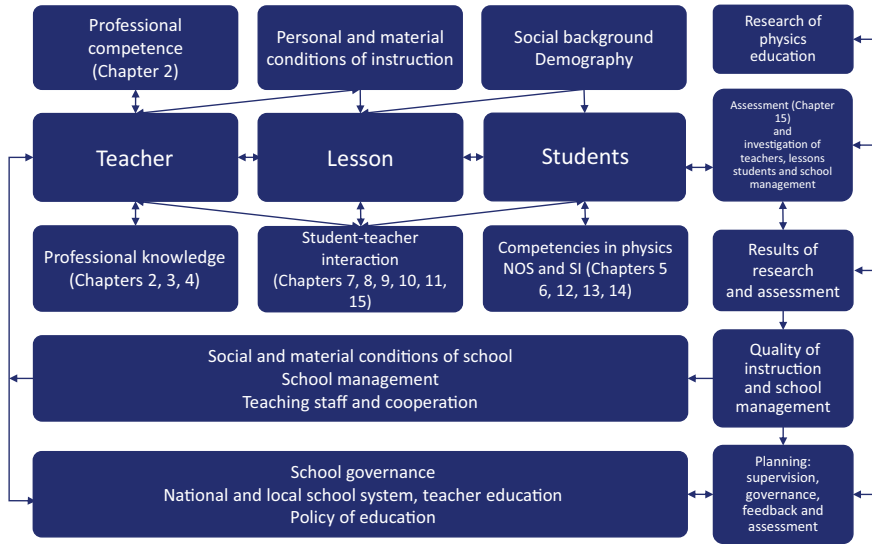 Professional
competence
(Chapter 2)
Personal and material
conditions of instruction
Social background
Demography
Research of
physics
education
Teacher
Lesson
Students
Assessment (Chapter
15)
and
investigation of
teachers, lessons
students and school
management
Professional knowledge
(Chapters 2, 3, 4)
Student-teacher
interaction
(Chapters 7, 8, 9, 10, 11,
15)
Competencies in physics
NOS and SI (Chapters 5
6, 12, 13, 14)
Results of
research
and assessment
Social and material conditions of school
School management
Teaching staff and cooperation
Quality of
instruction
and school
management
School governance
National and local school system, teacher education
Policy of education
Planning:
supervision,
governance,
feedback and
assessment